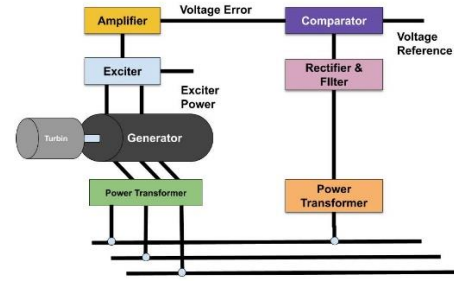 Amplifier
Voltage Error
Comparator
Voltage
Reference
Exciter
Rectifier &
FIlter
Exciter
Power
Turbin
Generator
Power Transformer
Power
Transformer